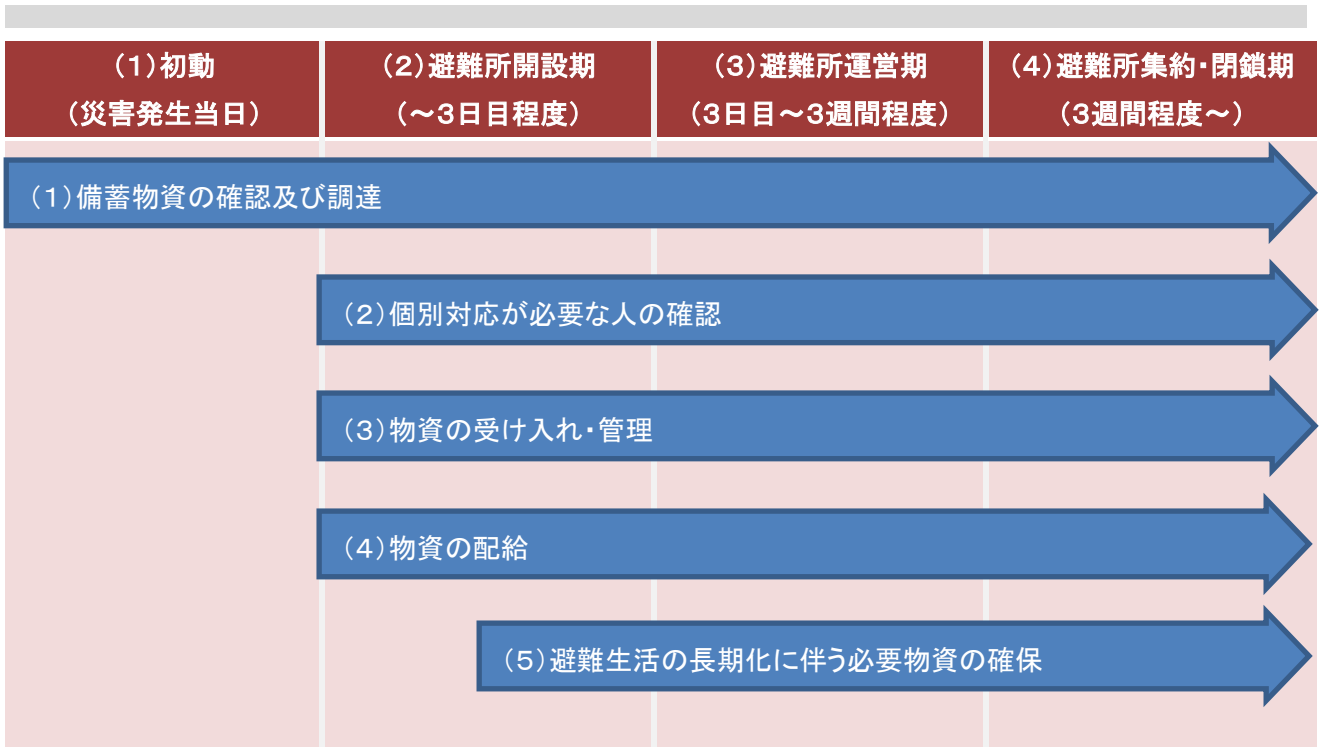 （１）初動
（災害発生当日）
（２）避難所開設期
（～３日目程度）
（３）避難所運営期
（３日目～３週間程度）
（４）避難所集約・閉鎖期
（３週間程度～）
（１）備蓄物資の確認及び調達
（２）個別対応が必要な人の確認
（３）物資の受け入れ・管理
（４）物資の配給
（５）避難生活の長期化に伴う必要物資の確保